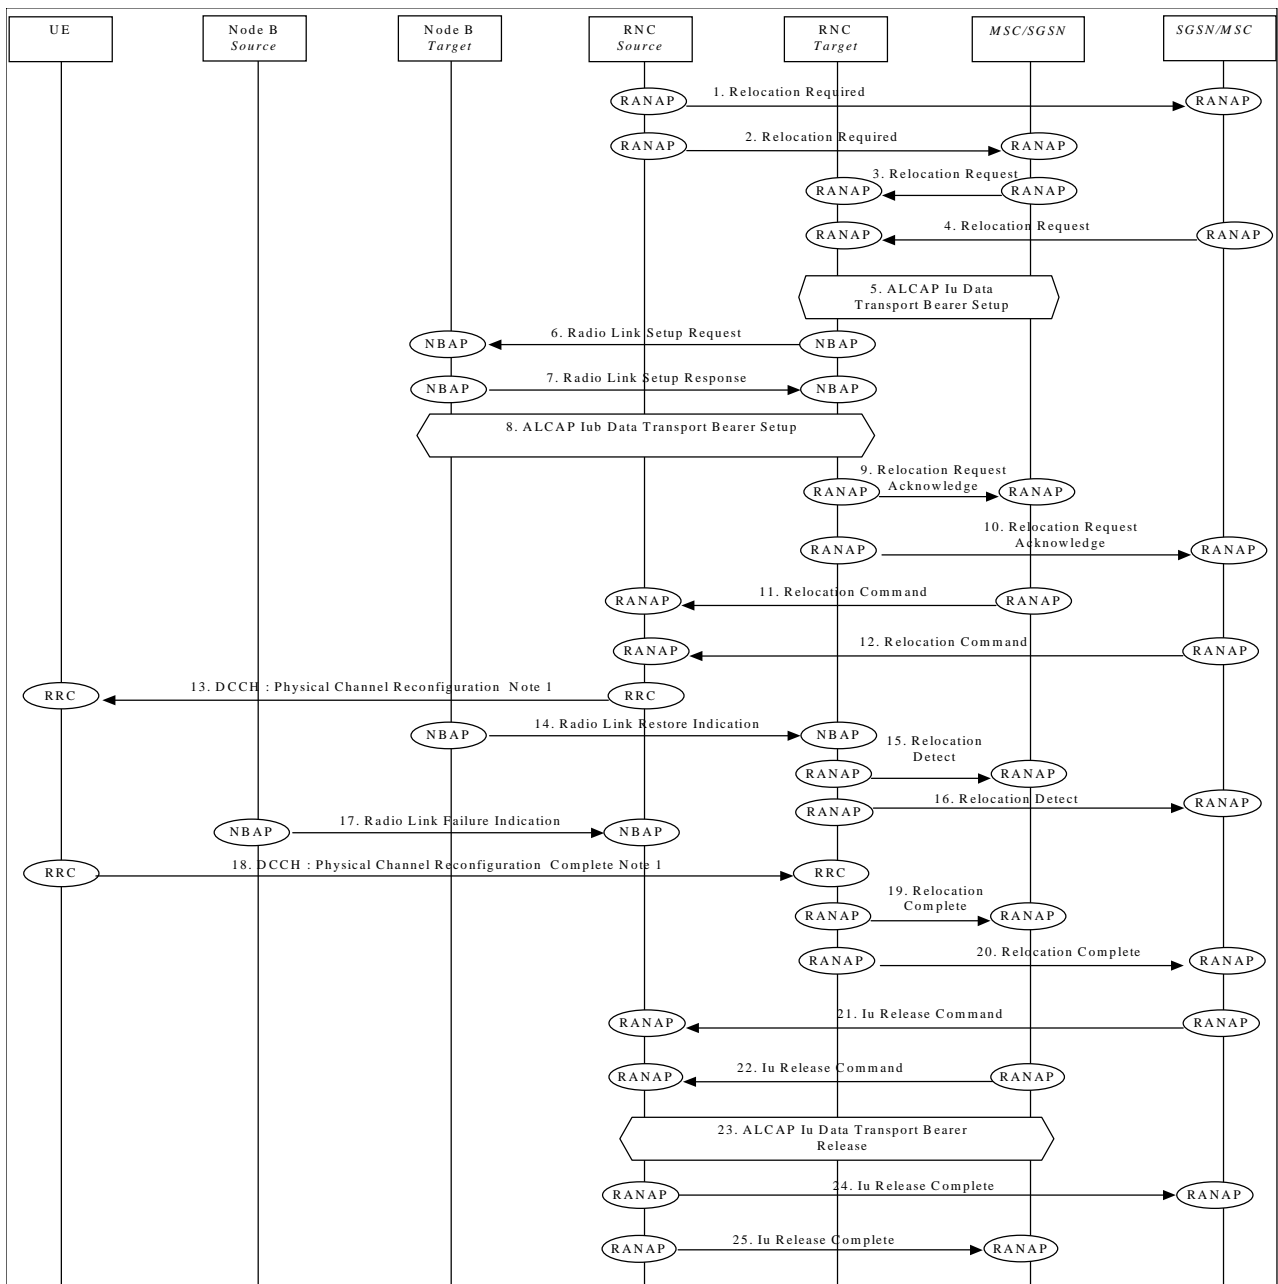 UE
Node B
Source
Node B
Target
RNC
Source
RNC
Target
MSC/SGSN
SGSN/MSC
RANAP
1. Relocation Required
RANAP
RANAP
2. Relocation Required
RANAP
RANAP
3. Relocation Request
RANAP
RANAP
4. Relocation Request
RANAP
5. ALCAP Iu Data
Transport Bearer Setup
NBAP
6. Radio Link Setup Request
NBAP
NBAP
7. Radio Link Setup Response
NBAP
8. ALCAP Iub Data Transport Bearer Setup
RANAP
9. Relocation Request
Acknowledge
RANAP
RANAP
10. Relocation Request
Acknowledge
RANAP
RANAP
11. Relocation Command
RANAP
RANAP
12. Relocation Command
RANAP
RRC
13. DCCH : Physical Channel Reconfiguration Note 1
RRC
NBAP
14. Radio Link Restore Indication
NBAP
RANAP
15. Relocation
Detect
RANAP
RANAP
16. Relocation Detect
RANAP
NBAP
17. Radio Link Failure Indication
NBAP
RRC
18. DCCH : Physical Channel Reconfiguration Complete Note 1
RRC
RANAP
19. Relocation
Complete
RANAP
RANAP
20. Relocation Complete
RANAP
RANAP
21. Iu Release Command
RANAP
RANAP
22. Iu Release Command
RANAP
23. ALCAP Iu Data Transport Bearer
Release
RANAP
24. Iu Release Complete
RANAP
RANAP
25. Iu Release Complete
RANAP